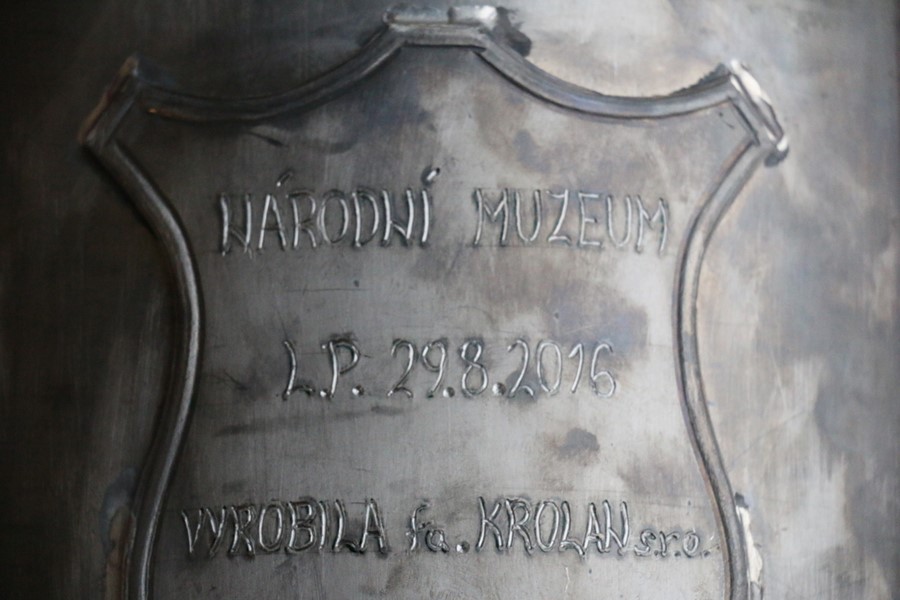 NÁRODNÍ MUZEUM
L.P. 29.8.2016
VYROBILA fa. KROLAN s.r.o.